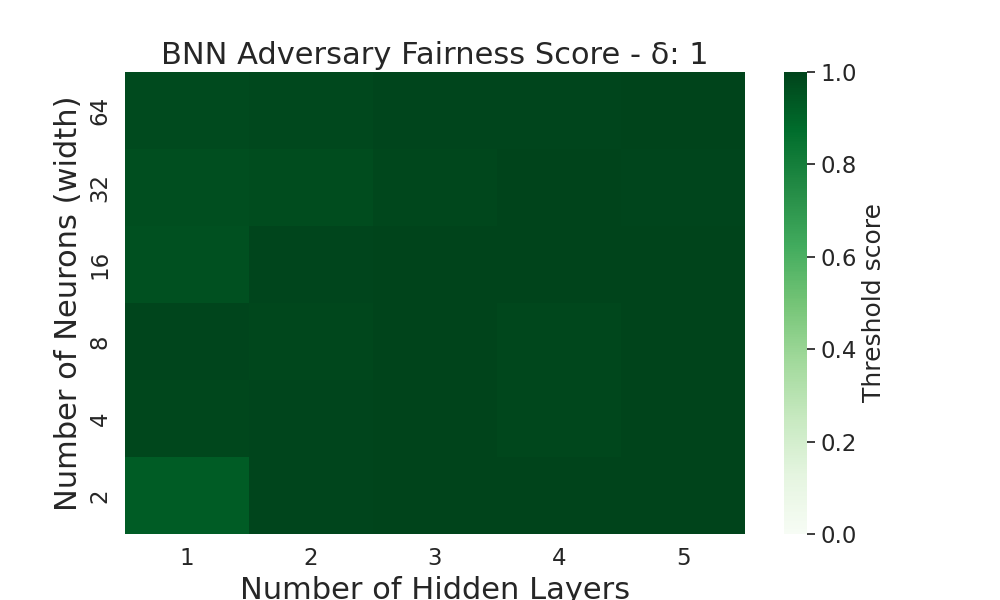 BNN Adversary Fairness Score - δ: 1
Number of Neurons (width)
64
32
16
8
4
2
1 2 3 4 5
Number of Hidden Layers
1.0
0.8
0.6
0.4
0.2
0.0
Threshold score